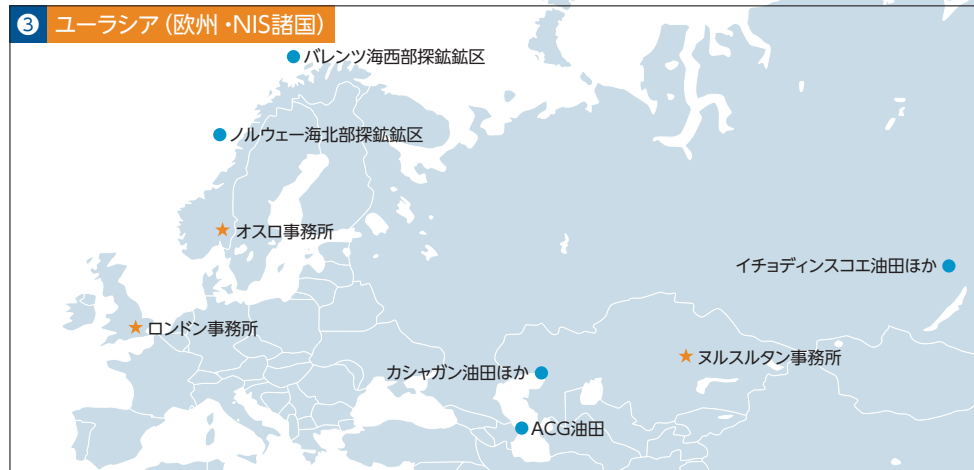 3 ユーラシア（欧州・NIS諸国）
バレンツ海西部探鉱鉱区
ノルウェー海北部探鉱鉱区
オスロ事務所
イチョディンスコエ油田ほか
ロンドン事務所
ヌルスルタン事務所
カシャガン油田ほか
ACG油田